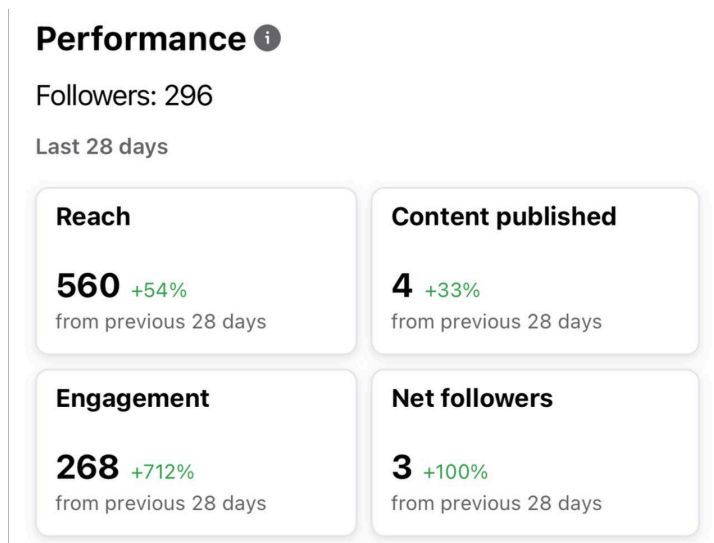 Performance
Followers: 296
Last 28 days
Reach
560 +54%
from previous 28 days
Content published
4 +33%
from previous 28 days
Engagement
268 +712%
from previous 28 days
Net followers
3 +100%
from previous 28 days